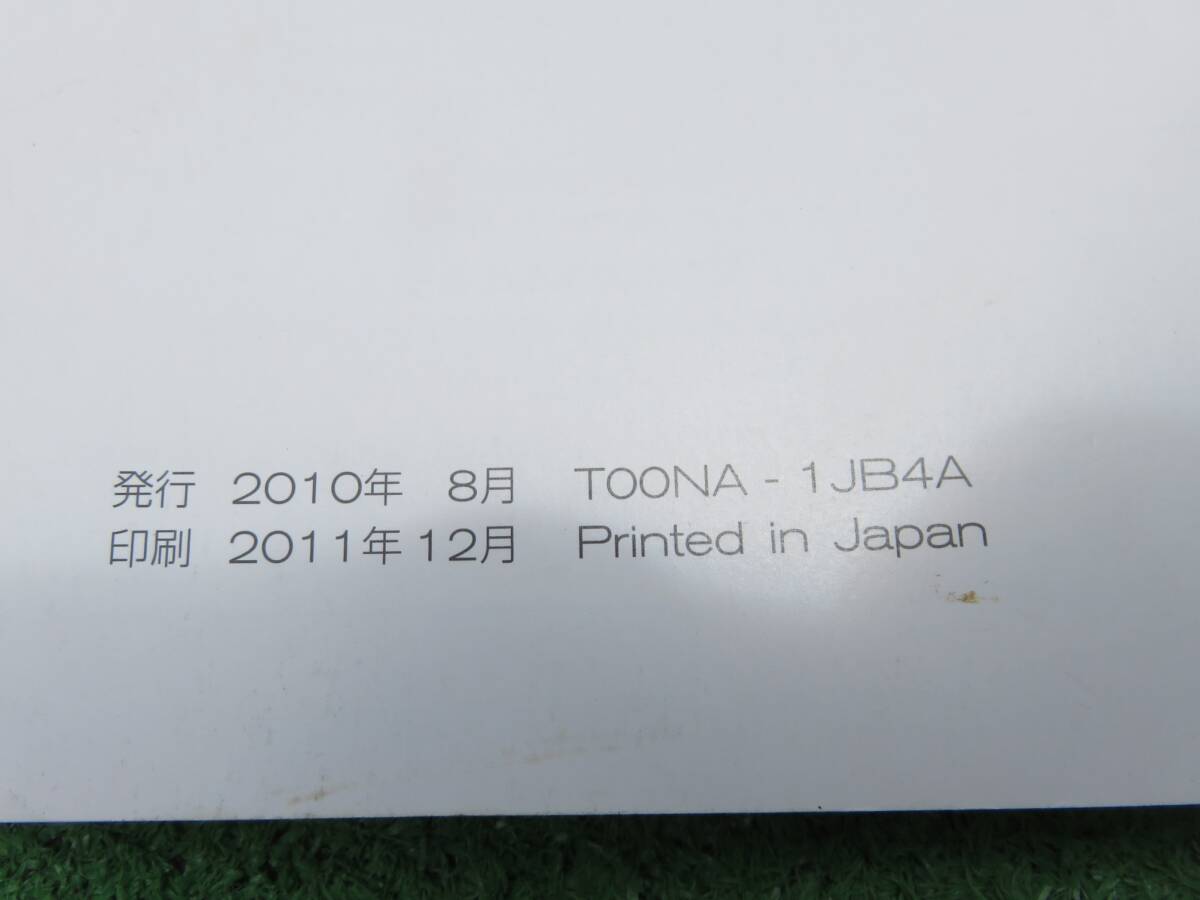 発行 2010年 8月 T00NA - 1JB4A
印刷 2011年12月 Printed in Japan